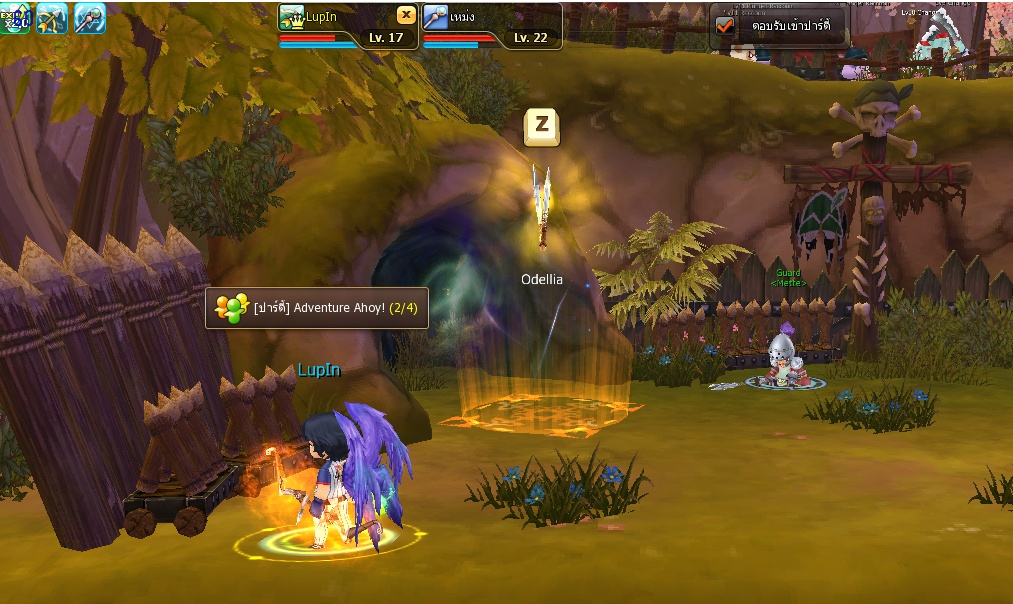 LupIn
Lv. 17
เหม่ง
Lv. 22
ตอบรับเข้าปาร์ตี้
Z
Odellia
Guard
<Mette>
[ปาร์ตี้] Adventure Ahoy! (2/4)
LupIn